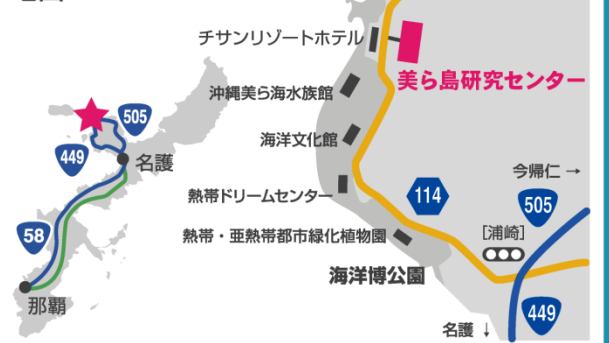 チサンリゾートホテル
美ら島研究センター
沖縄美ら海水族館
505
海洋文化館
449
名護
今帰仁 →
熱帯ドリームセンター
114
505
58
熱帯・亜熱帯都市緑化植物園
[浦崎]
海洋博公園
那覇
449
名護 ↓